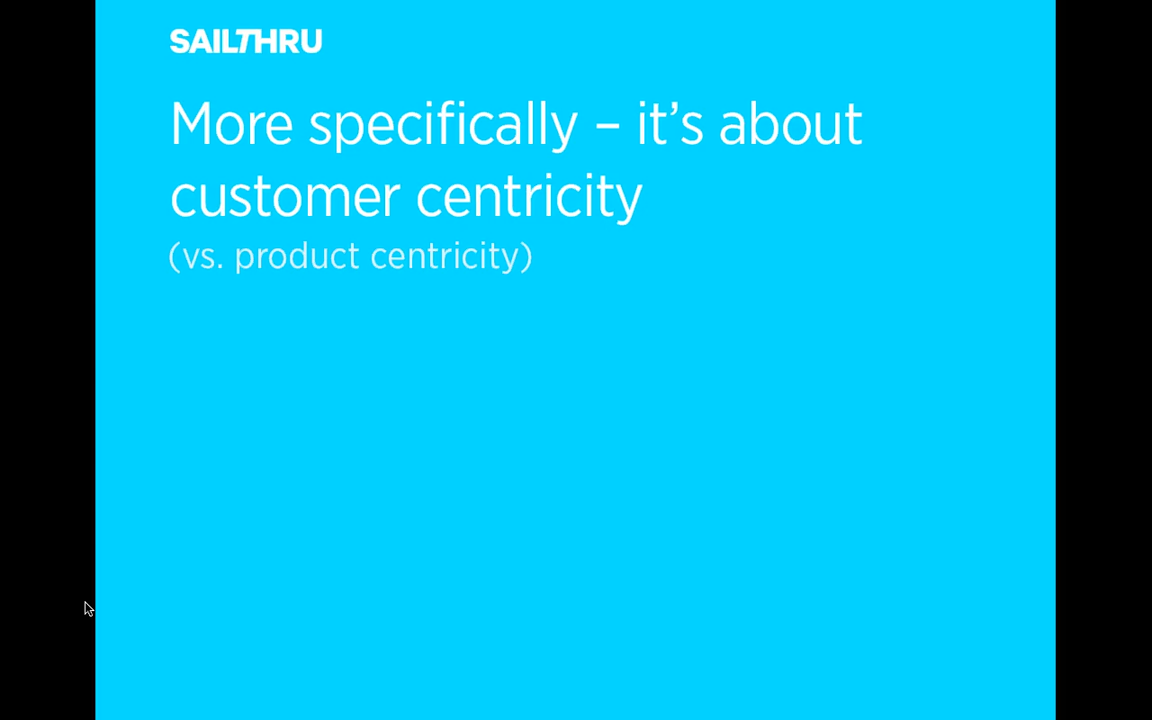 SAILTHRU
More specifically – it’s about
customer centricity
(vs. product centricity)